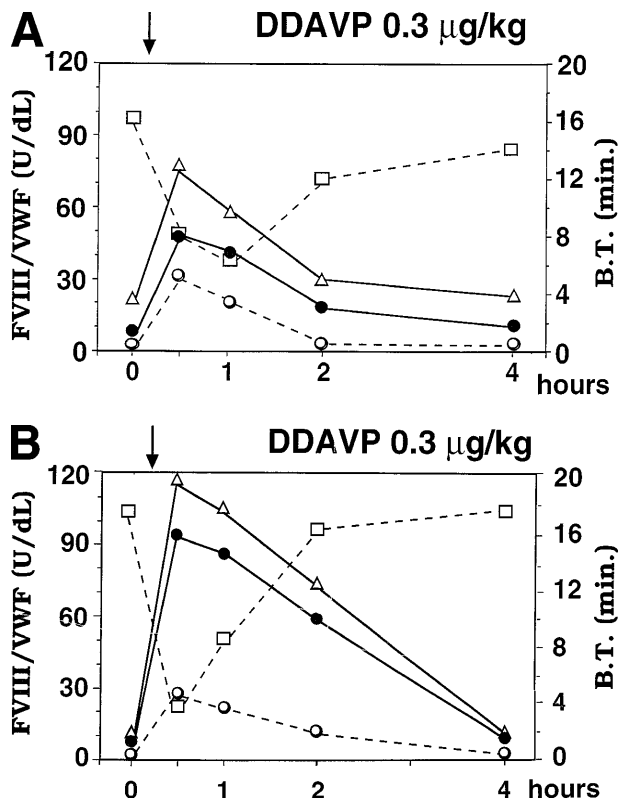 A
DDAVP 0.3 µg/kg
120
90
60
30
0
FVIII/VWF (U/dL)
20
16
12
8
4
0
B.T. (min.)
0 1 2 4 hours
B
DDAVP 0.3 µg/kg
120
90
60
30
0
FVIII/VWF (U/dL)
20
16
12
8
4
0
B.T. (min.)
0 1 2 4 hours